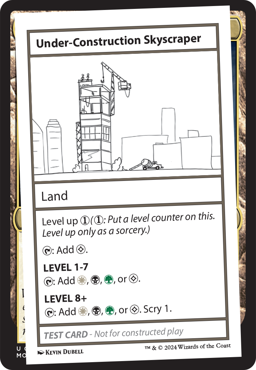 Under-Construction Skyscraper
Land
Level up ①(①: Put a level counter on this.
Level up only as a sorcery.)
: Add .
LEVEL 1-7
: Add , , , or .
LEVEL 8+
: Add , , , or . Scry 1.
TEST CARD - Not for constructed play
KEVIN DUBELL
™ & © 2024 Wizards of the Coast